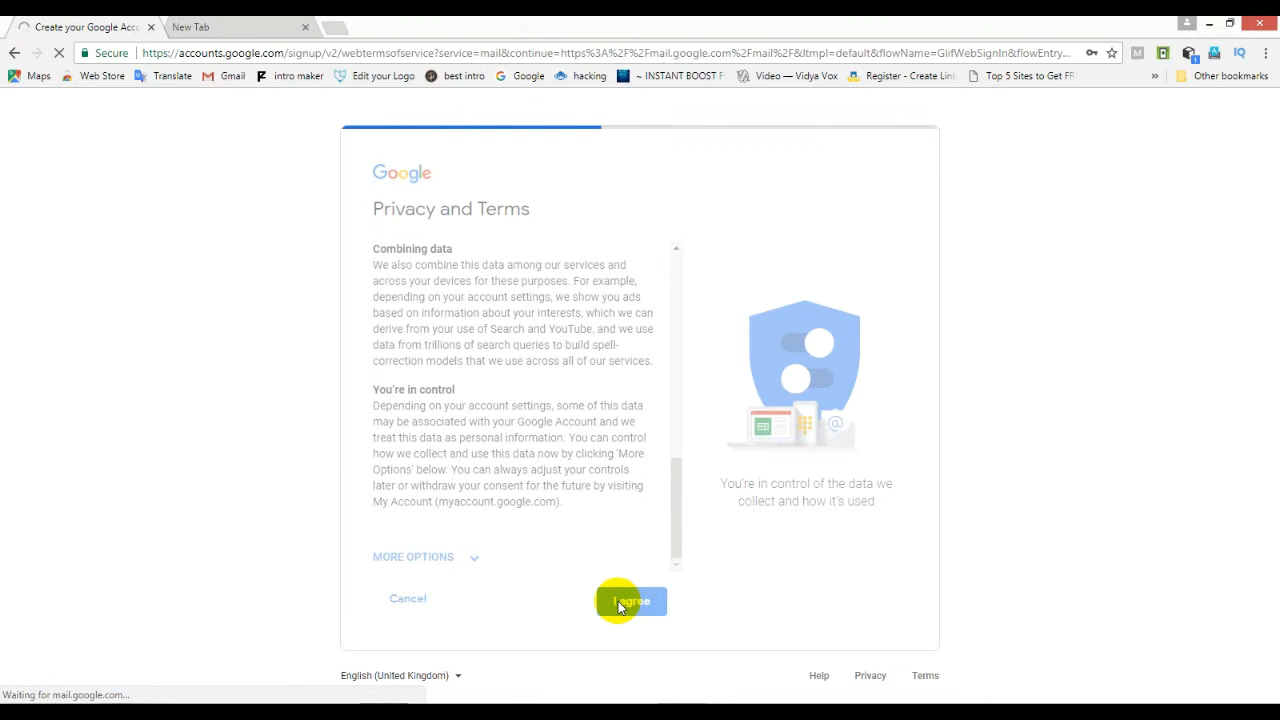 Create your Google Acco
New Tab
Secure
https://accounts.google.com/signup/v2/webtermsofservice?service=mail&continue=https%3A%2F%2Fmail.google.com%2Fmail%2F&ltmpl=default&flowName=GlifWebSignIn&flowEntry...
M
IQ
1
Maps
Web Store
Translate
Gmail
intro maker
Edit your Logo
best intro
Google
hacking
~ INSTANT BOOST F
Video — Vidya Vox
Register - Create Link
Top 5 Sites to Get FR
»
Other bookmarks
Google
Privacy and Terms
Combining data
We also combine this data among our services and
across your devices for these purposes. For example,
depending on your account settings, we show you ads
based on information about your interests, which we can
derive from your use of Search and YouTube, and we use
data from trillions of search queries to build spell-
correction models that we use across all of our services.
You're in control
Depending on your account settings, some of this data
may be associated with your Google Account and we
treat this data as personal information. You can control
how we collect and use this data now by clicking 'More
Options' below. You can always adjust your controls
later or withdraw your consent for the future by visiting
My Account (myaccount.google.com).
MORE OPTIONS
Cancel
I agree
@
You're in control of the data we
collect and how it's used
English (United Kingdom)
Help
Privacy
Terms
Waiting for mail.google.com...